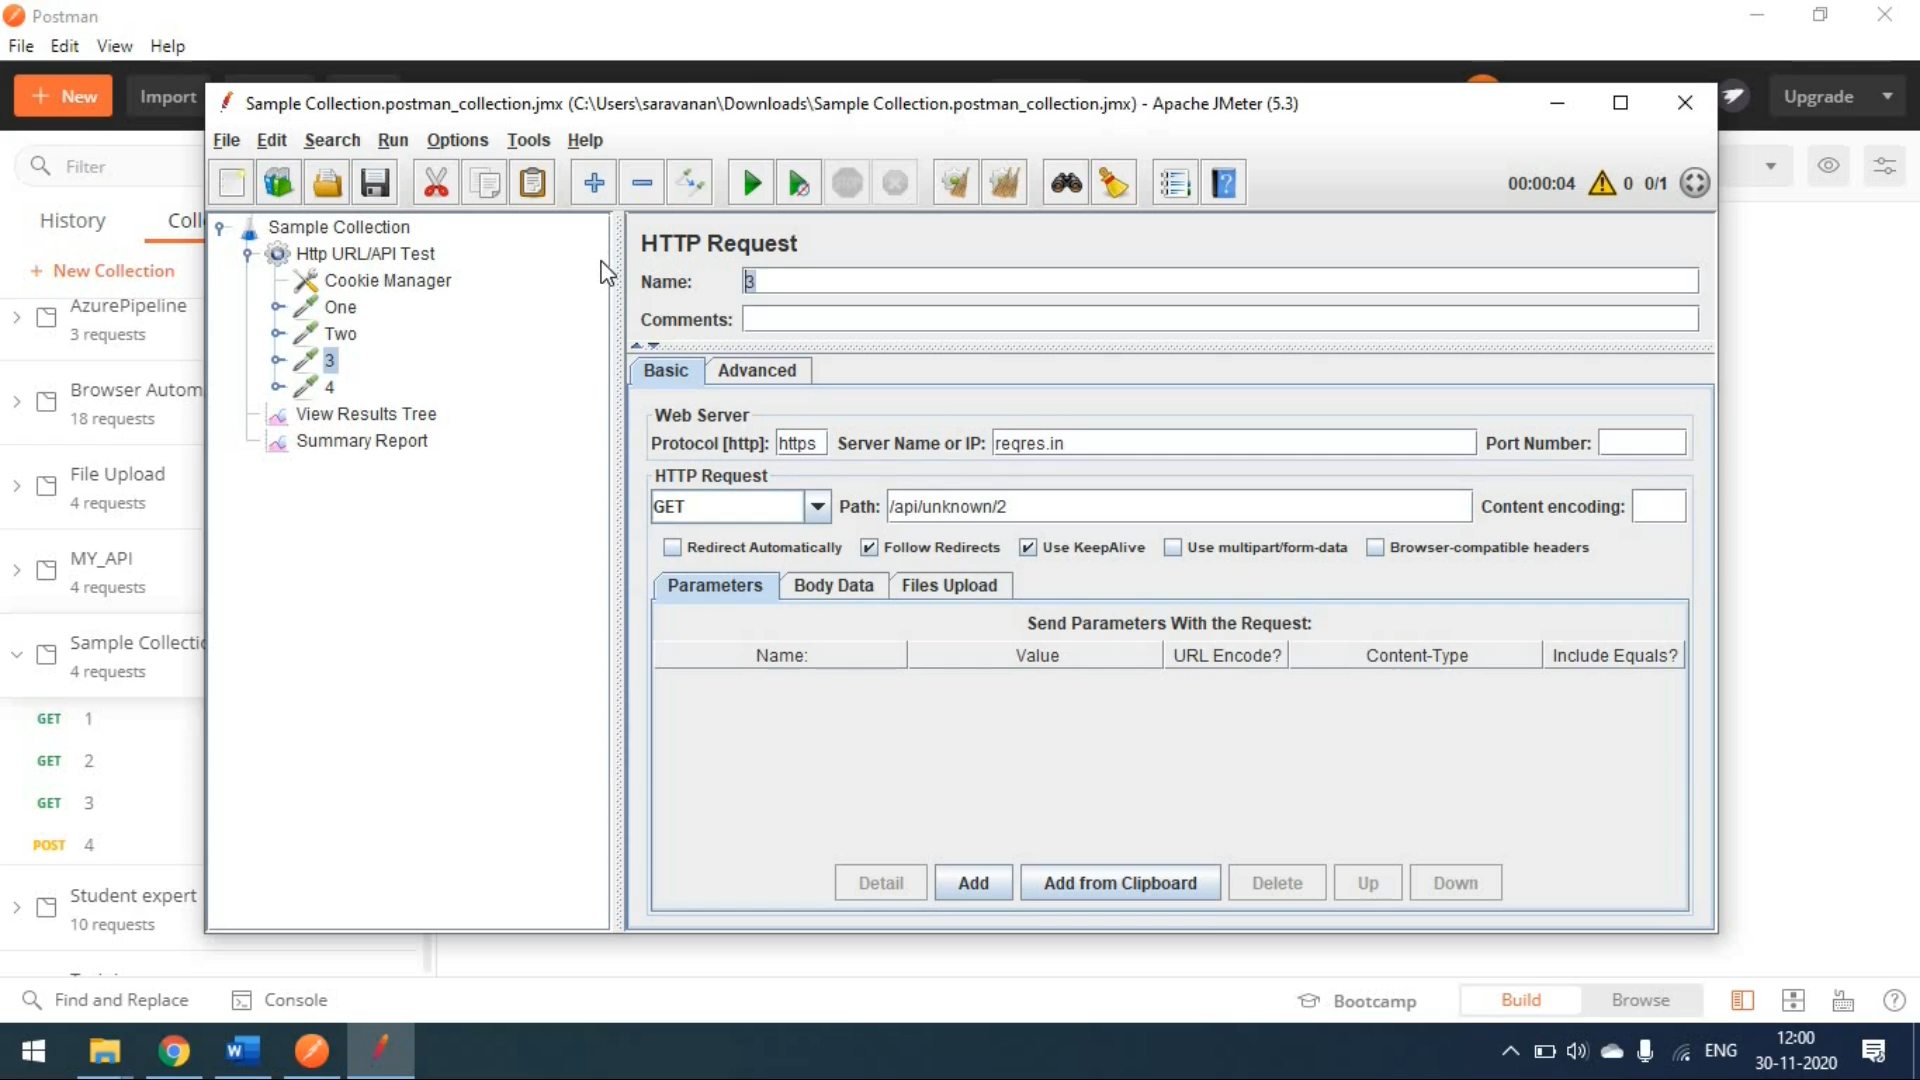 Postman
File Edit View Help
+ New
Import
Upgrade
Filter
History
Coll
+ New Collection
AzurePipeline
3 requests
Browser Autom
18 requests
File Upload
4 requests
MY_API
4 requests
Sample Collectio
4 requests
GET 1
GET 2
GET 3
POST 4
Student expert
10 requests
Sample Collection.postman_collection.jmx (C:\Users\saravanan\Downloads\Sample Collection.postman_collection.jmx) - Apache JMeter (5.3)
File Edit Search Run Options Tools Help
00:00:04 0 0/1
Sample Collection
Http URL/API Test
Cookie Manager
One
Two
3
4
View Results Tree
Summary Report
HTTP Request
Name: 3
Comments:
Basic Advanced
Web Server
Protocol [http]: https Server Name or IP: reqres.in Port Number:
HTTP Request
GET Path: /api/unknown/2 Content encoding:
Redirect Automatically Follow Redirects Use KeepAlive Use multipart/form-data Browser-compatible headers
Parameters Body Data Files Upload
Send Parameters With the Request:
Name: Value URL Encode? Content-Type Include Equals?
Detail Add Add from Clipboard Delete Up Down
Find and Replace Console Bootcamp Build Browse
ENG
12:00
30-11-2020